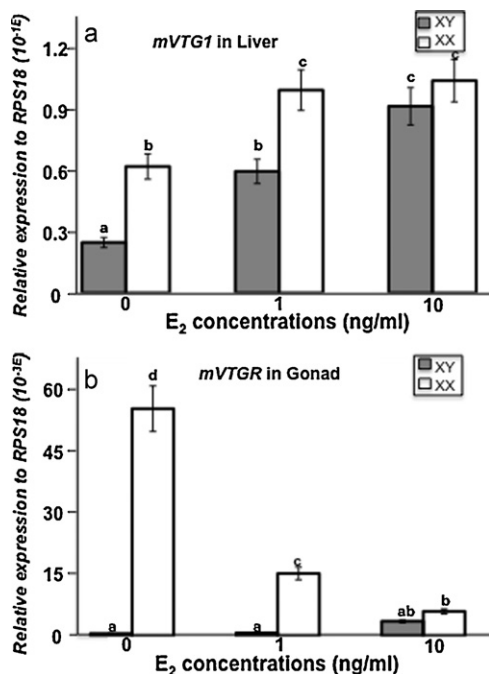 a
mVTG1 in Liver
XY
XX
Relative expression to RPS18 (10⁻¹ᴱ)
1.2
0.9
0.6
0.3
0
a
b
b
c
c
c
0
1
10
E₂ concentrations (ng/ml)
b
mVTGR in Gonad
XY
XX
Relative expression to RPS18 (10⁻³ᴱ)
60
45
30
15
0
a
d
a
c
ab
b
0
1
10
E₂ concentrations (ng/ml)